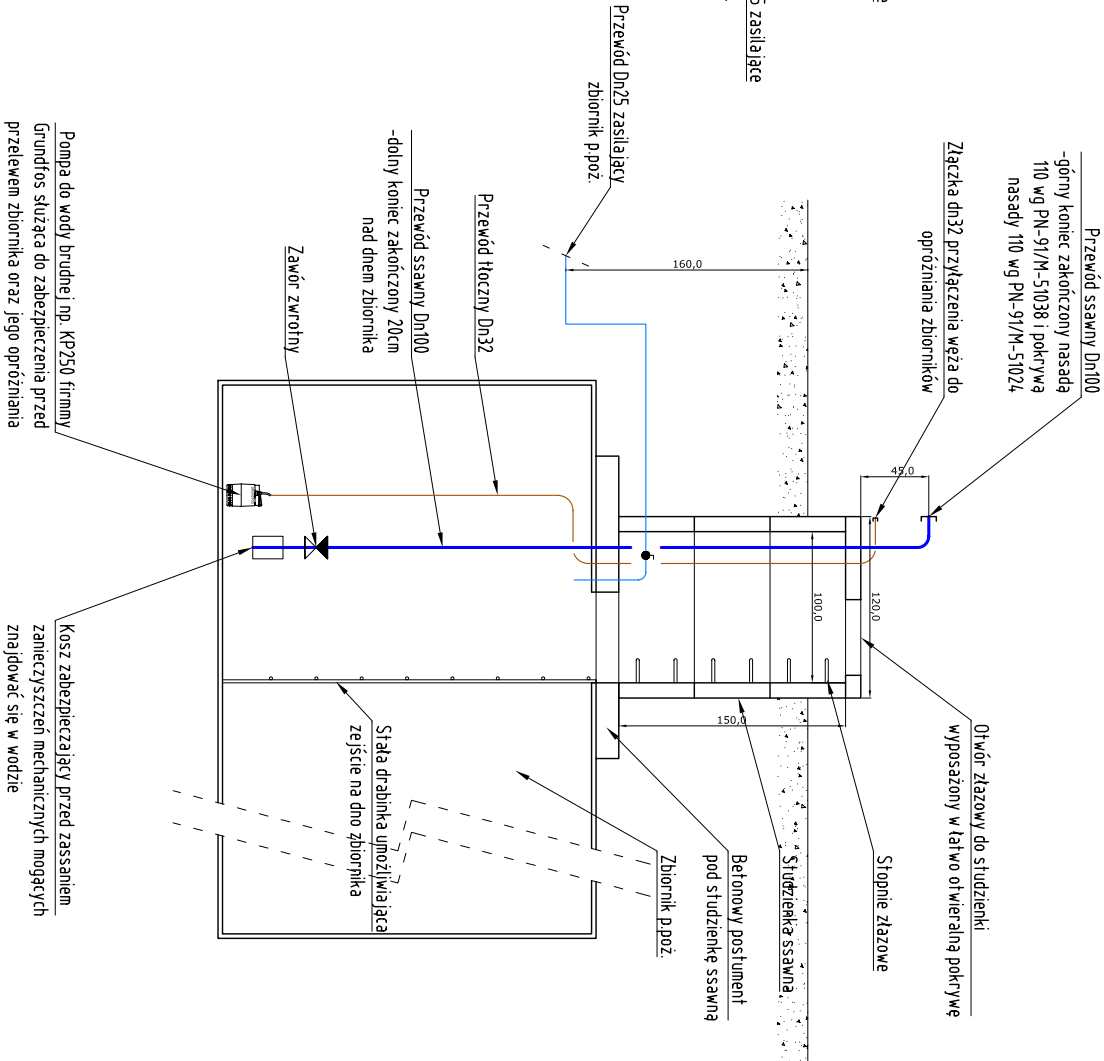 Przewód ssawny Dn100
-górny koniec zakończony nasadą
110 wg PN-91/M-51038 i pokrywą
nasady 110 wg PN-91/M-51024
Złączka dn32 przyłączenia węża do
opróżniania zbiorników
zasilające
Przewód Dn25 zasilający
zbiornik p.poż.
Przewód tłoczny Dn32
Przewód ssawny Dn100
-dolny koniec zakończony 20cm
nad dnem zbiornika
Zawór zwrotny
Pompa do wody brudnej np. KP250 firmmy
Grundfos służąca do zabezpieczenia przed
przelewem zbiornika oraz jego opróżniania
160,0
45,0
120,0
100,0
150,0
Otwór złazowy do studzienki
wyposażony w łatwo otwieralną pokrywę
Stopnie złazowe
Studzienka ssawna
Betonowy postument
pod studzienkę ssawną
Zbiornik p.poż.
Stała drabinka umożliwiająca
zejście na dno zbiornika
Kosz zabezpieczający przed zassaniem
zanieczyszczeń mechanicznych mogących
znajdować się w wodzie